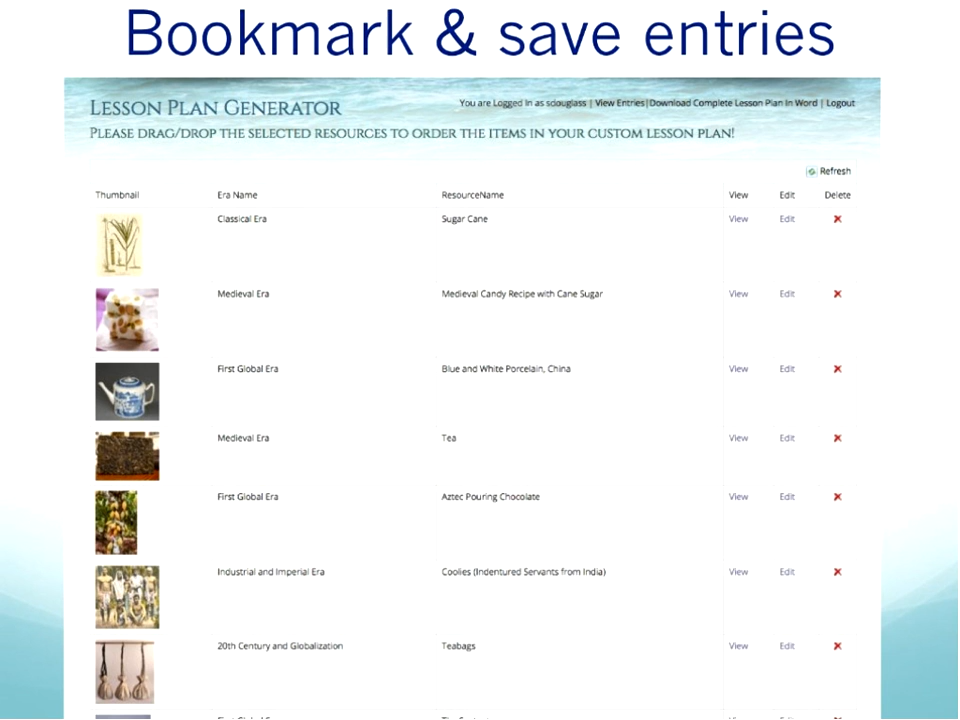 Bookmark & save entries
LESSON PLAN GENERATOR
You are Logged In as sdouglass | View Entries|Download Complete Lesson Plan In Word | Logout
PLEASE DRAG/DROP THE SELECTED RESOURCES TO ORDER THE ITEMS IN YOUR CUSTOM LESSON PLAN!
Refresh
Thumbnail Era Name ResourceName View Edit Delete
Classical Era Sugar Cane View Edit
Medieval Era Medieval Candy Recipe with Cane Sugar View Edit
First Global Era Blue and White Porcelain, China View Edit
Medieval Era Tea View Edit
First Global Era Aztec Pouring Chocolate View Edit
Industrial and Imperial Era Coolies (Indentured Servants from India) View Edit
20th Century and Globalization Teabags View Edit